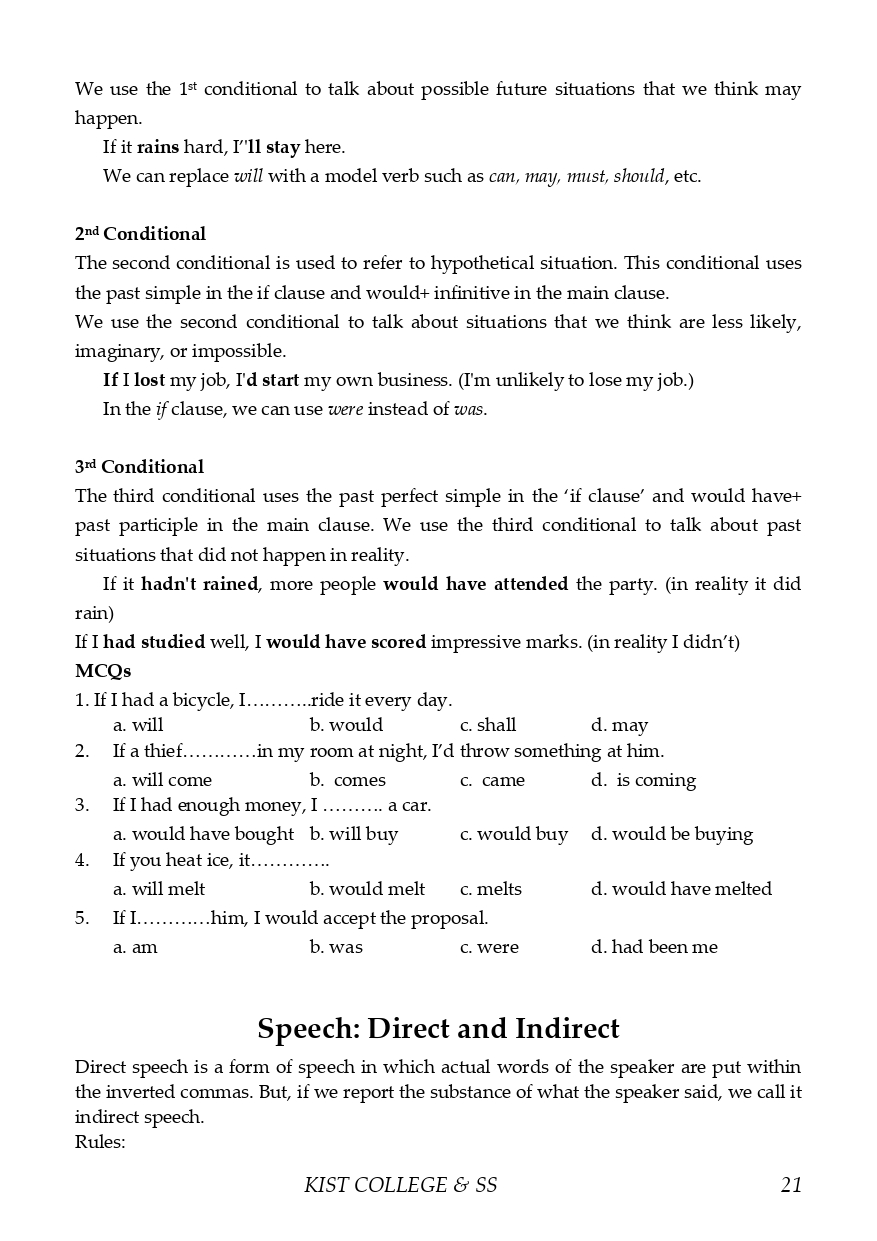 We use the 1st conditional to talk about possible future situations that we think may
happen.
If it rains hard, I'"ll stay here.
We can replace will with a model verb such as can, may, must, should, etc.
2nd Conditional
The second conditional is used to refer to hypothetical situation. This conditional uses
the past simple in the if clause and would+ infinitive in the main clause.
We use the second conditional to talk about situations that we think are less likely,
imaginary, or impossible.
If I lost my job, I'd start my own business. (I'm unlikely to lose my job.)
In the if clause, we can use were instead of was.
3rd Conditional
The third conditional uses the past perfect simple in the ‘if clause’ and would have+
past participle in the main clause. We use the third conditional to talk about past
situations that did not happen in reality.
If it hadn't rained, more people would have attended the party. (in reality it did
rain)
If I had studied well, I would have scored impressive marks. (in reality I didn’t)
MCQs
1. If I had a bicycle, I………..ride it every day.
a. will b. would c. shall d. may
2. If a thief…………in my room at night, I’d throw something at him.
a. will come b. comes c. came d. is coming
3. If I had enough money, I ………. a car.
a. would have bought b. will buy c. would buy d. would be buying
4. If you heat ice, it………….
a. will melt b. would melt c. melts d. would have melted
5. If I…………him, I would accept the proposal.
a. am b. was c. were d. had been me
Speech: Direct and Indirect
Direct speech is a form of speech in which actual words of the speaker are put within
the inverted commas. But, if we report the substance of what the speaker said, we call it
indirect speech.
Rules:
KIST COLLEGE & SS 21